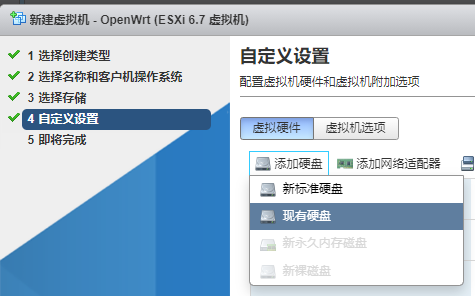 新建虚拟机 - OpenWrt (ESXi 6.7 虚拟机)
1 选择创建类型
2 选择名称和客户机操作系统
3 选择存储
4 自定义设置
5 即将完成
自定义设置
配置虚拟机硬件和虚拟机附加选项
虚拟硬件 虚拟机选项
添加硬盘 添加网络适配器
新标准硬盘
现有硬盘
新永久内存磁盘
新裸磁盘